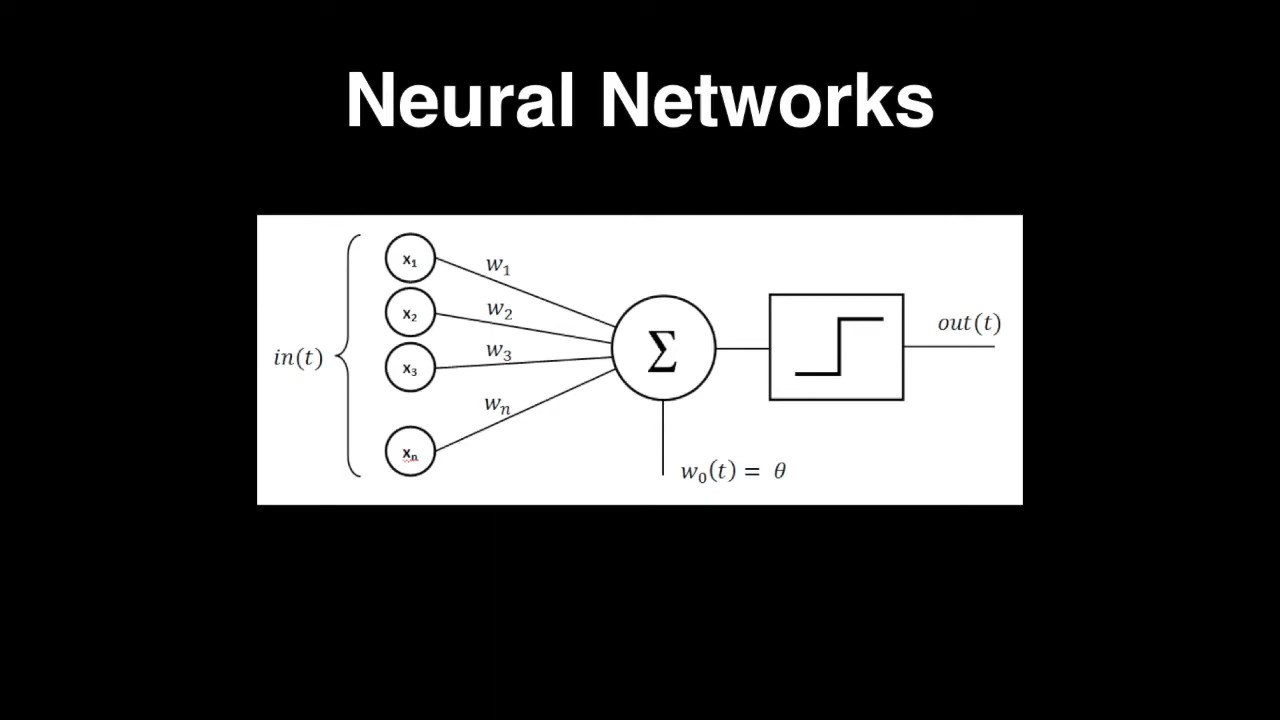 Neural Networks
x₁
w₁
x₂
w₂
out(t)
x₃
w₃
in(t)
Σ
wₙ
xₙ
w₀(t) = θ